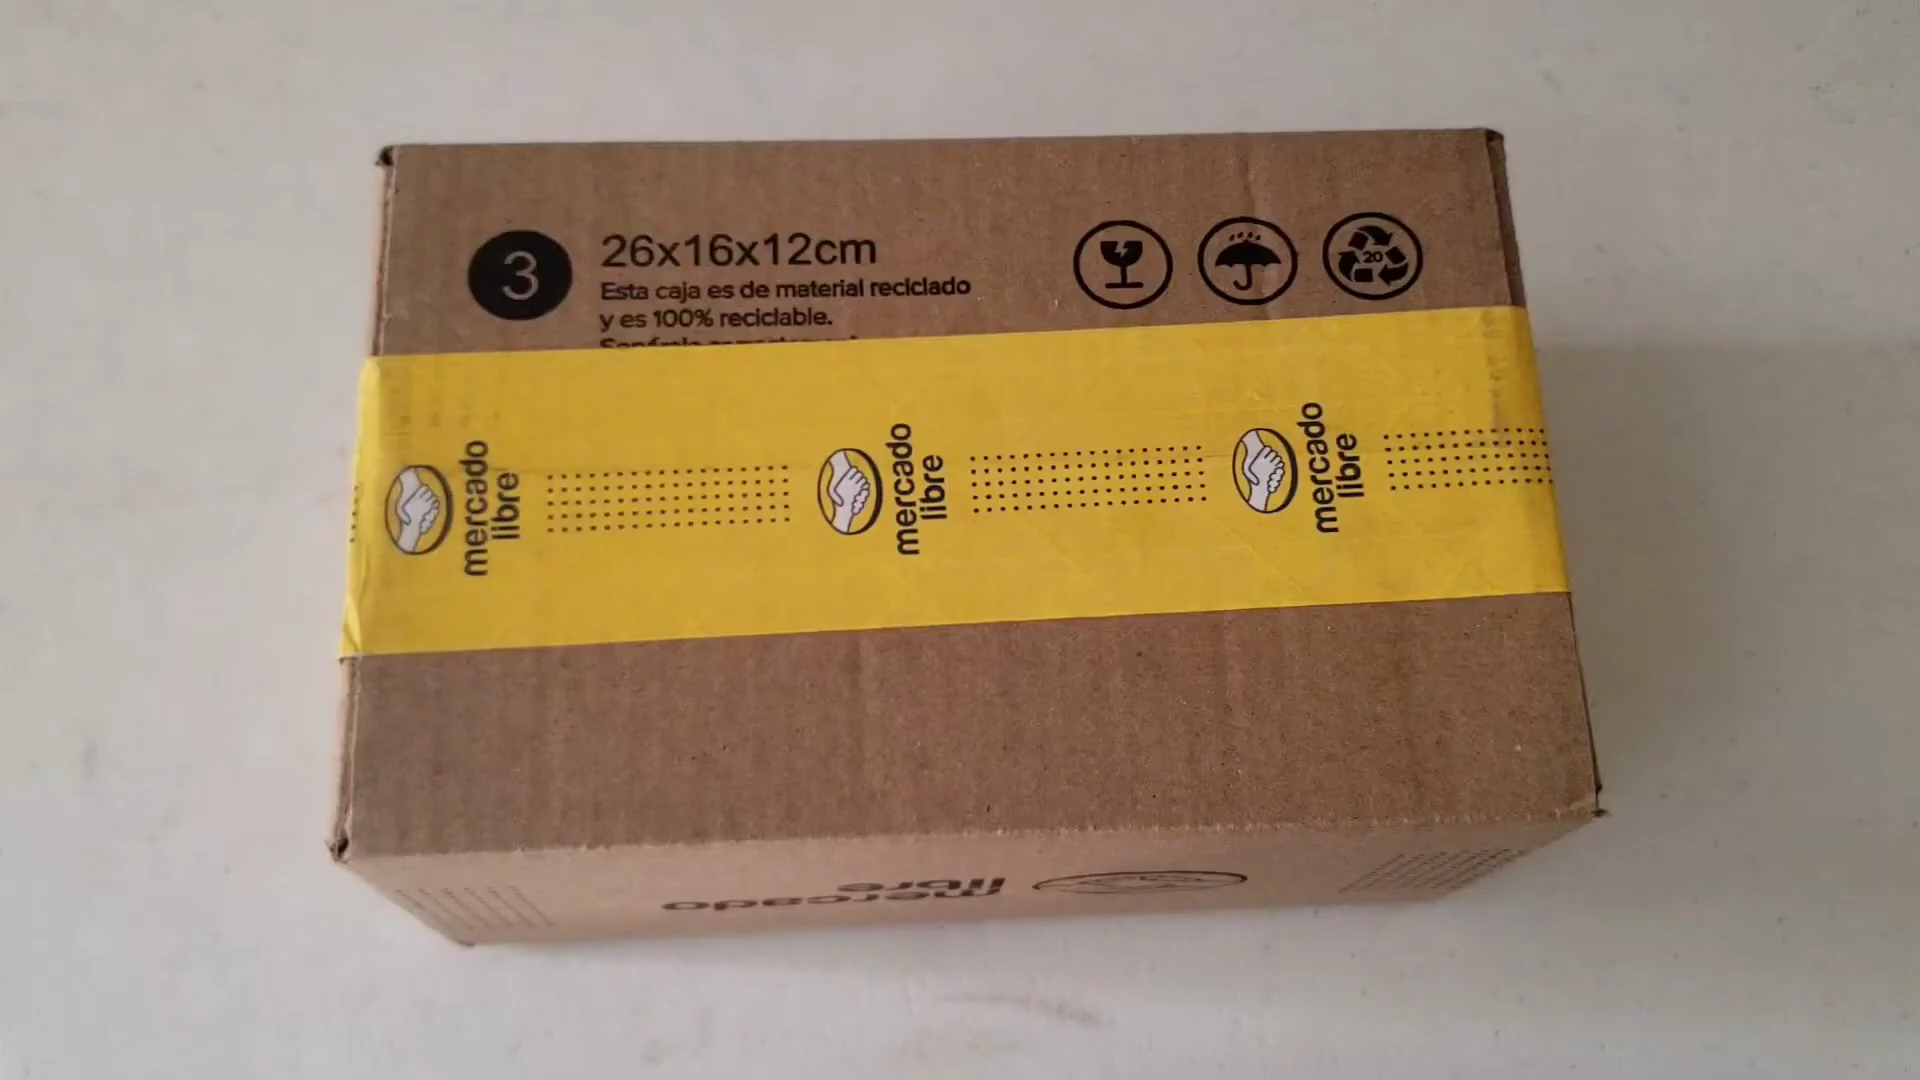 3
26x16x12cm
Esta caja es de material reciclado
y es 100% reciclable.
20
mercado
libre
mercado
libre
mercado
libre
mercado
libre